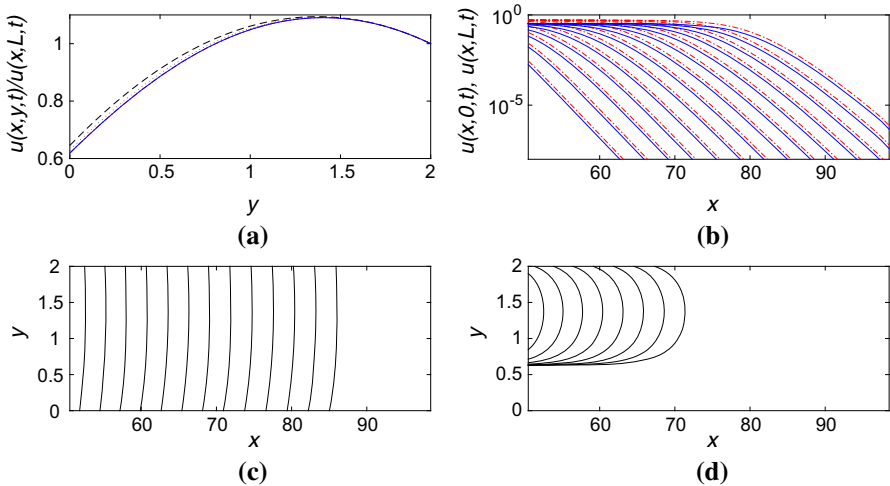 u(x,y,t)/u(x,L,t)
1
0.8
0.6
0 0.5 1 1.5 2
y
(a)
u(x,0,t), u(x,L,t)
10^0
10^-5
60 70 80 90
x
(b)
y
2
1.5
1
0.5
0
60 70 80 90
x
(c)
y
2
1.5
1
0.5
0
60 70 80 90
x
(d)